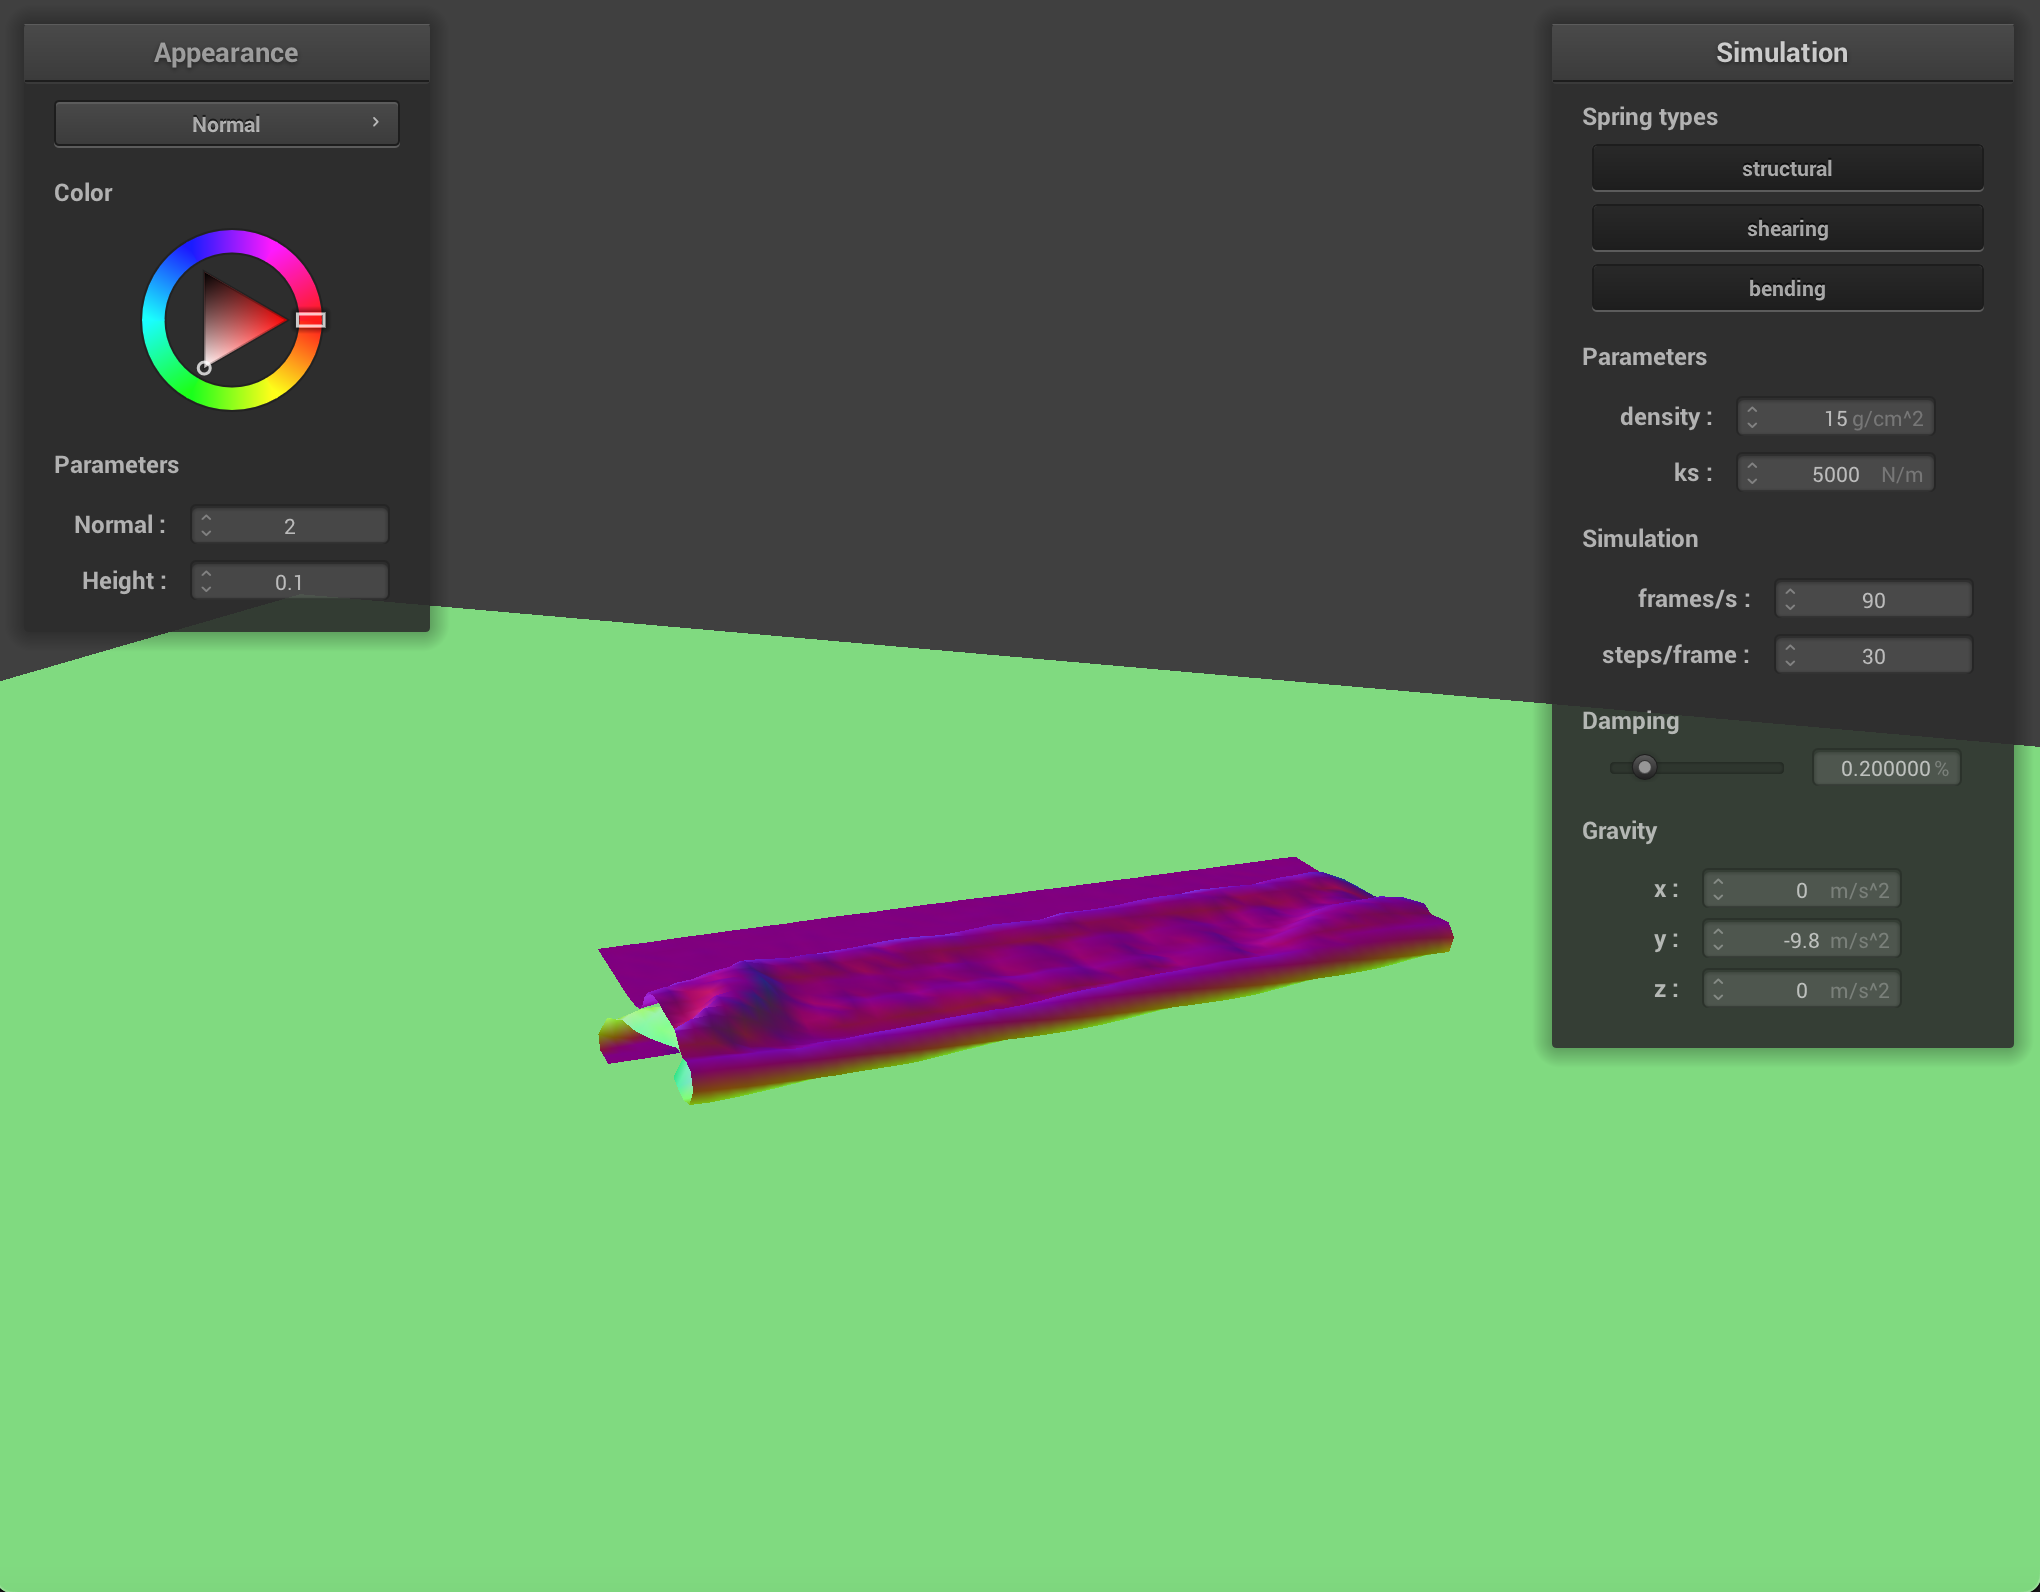 Appearance
Normal
Color
Parameters
Normal : 2
Height : 0.1
Simulation
Spring types
structural
shearing
bending
Parameters
density : 15 g/cm^2
ks : 5000 N/m
Simulation
frames/s : 90
steps/frame : 30
Damping
0.200000 %
Gravity
x : 0 m/s^2
y : -9.8 m/s^2
z : 0 m/s^2